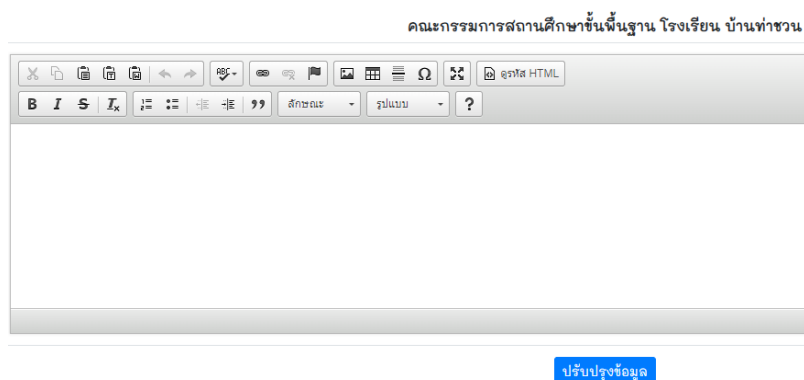 คณะกรรมการสถานศึกษาขั้นพื้นฐาน โรงเรียน บ้านท่าชวน
ABC
Ω ดูรหัส HTML
B I S Ix ลักษณะ รูปแบบ ?
ปรับปรุงข้อมูล